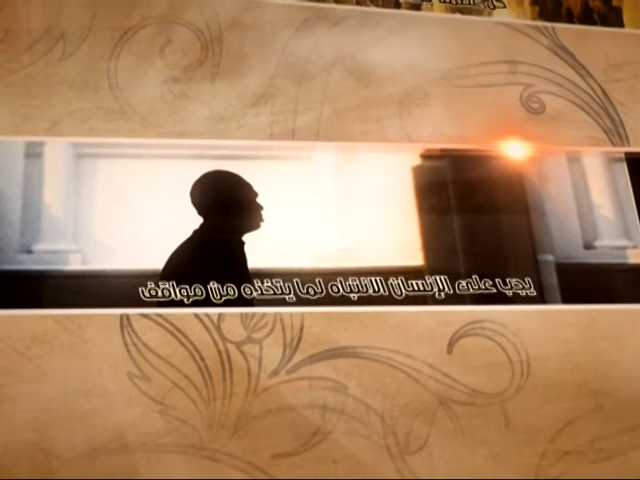 يجب على الإنسان الانتباه لما يتخذه من مواقف